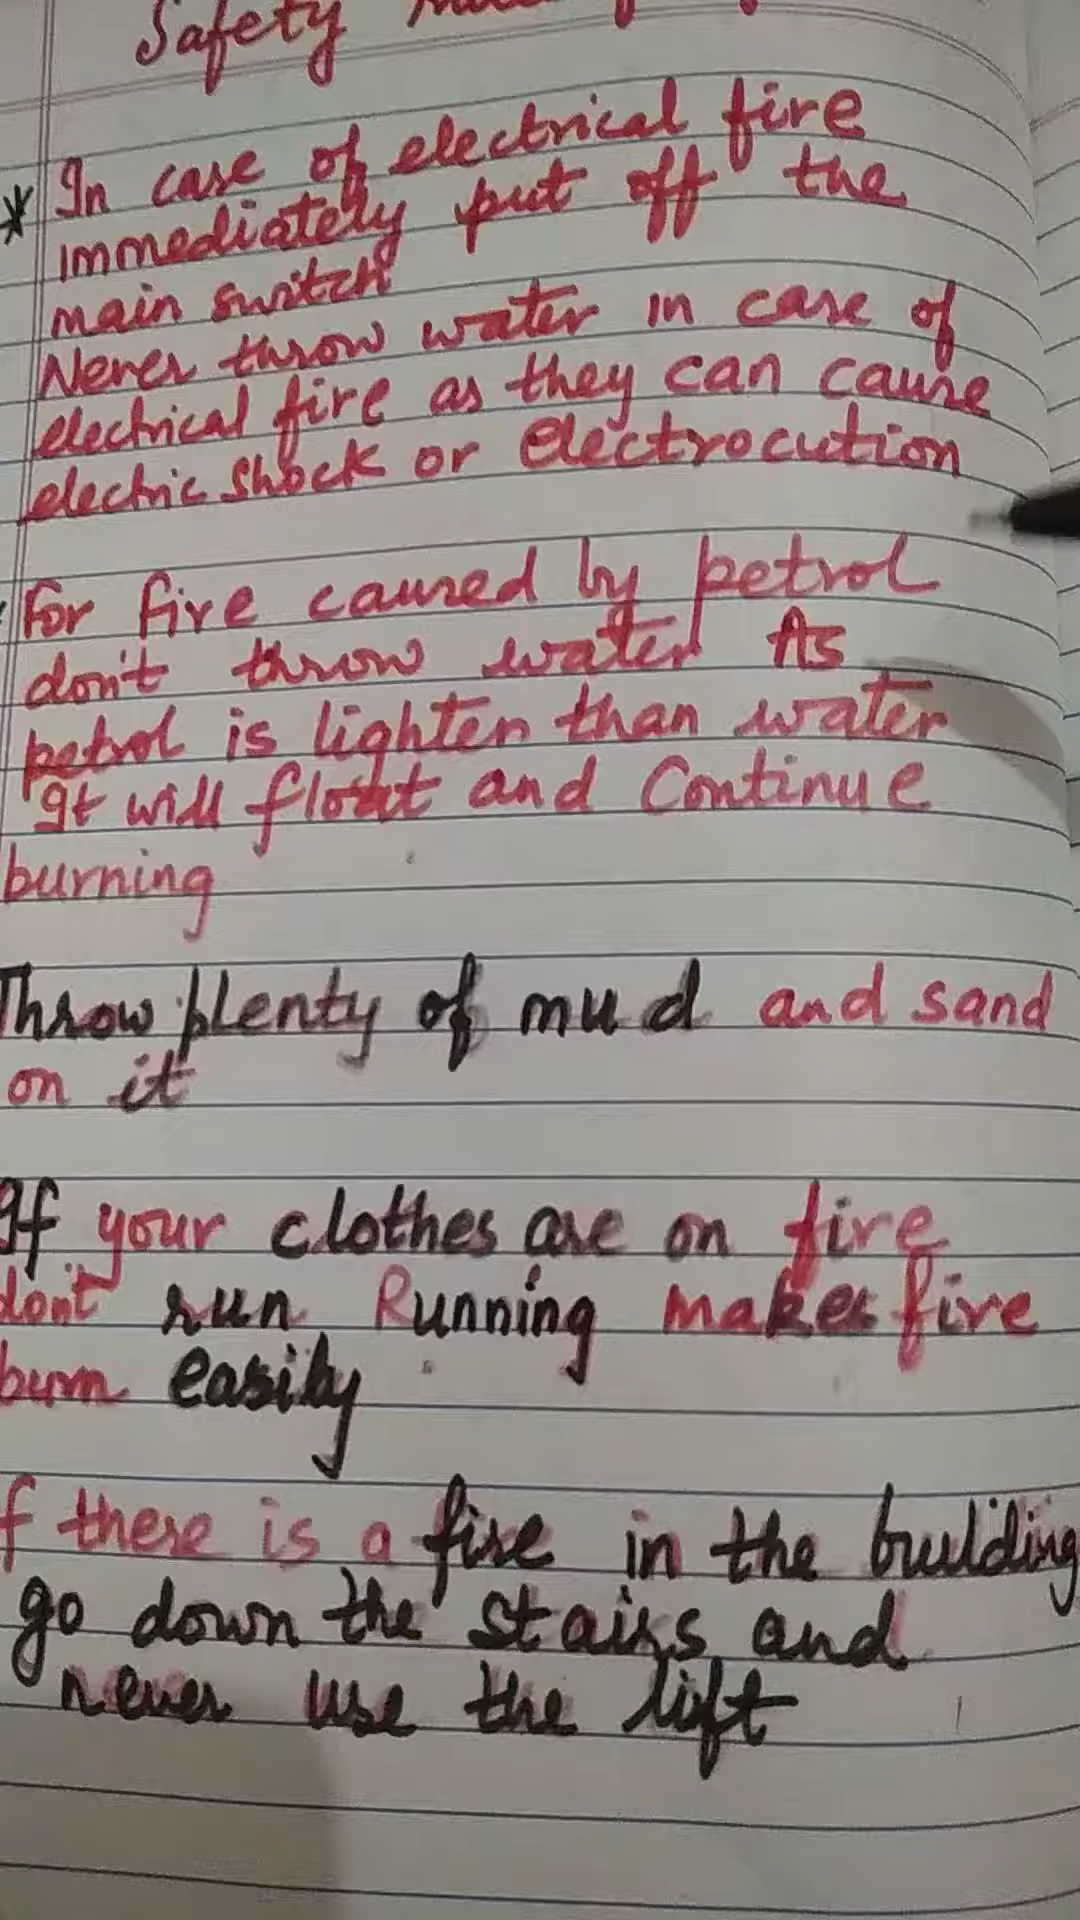 Safety
* In case of electrical fire
immediately put off the
main switch
Never throw water in case of
electrical fire as they can cause
electric shock or electrocution
For fire caused by petrol
don't throw water As
petrol is lighter than water
It will float and Continue
burning
Throw plenty of mud and sand
on it
If your clothes are on fire
dont run Running makes fire
burn easily
f there is a fire in the building
go down the stairs and
never use the lift